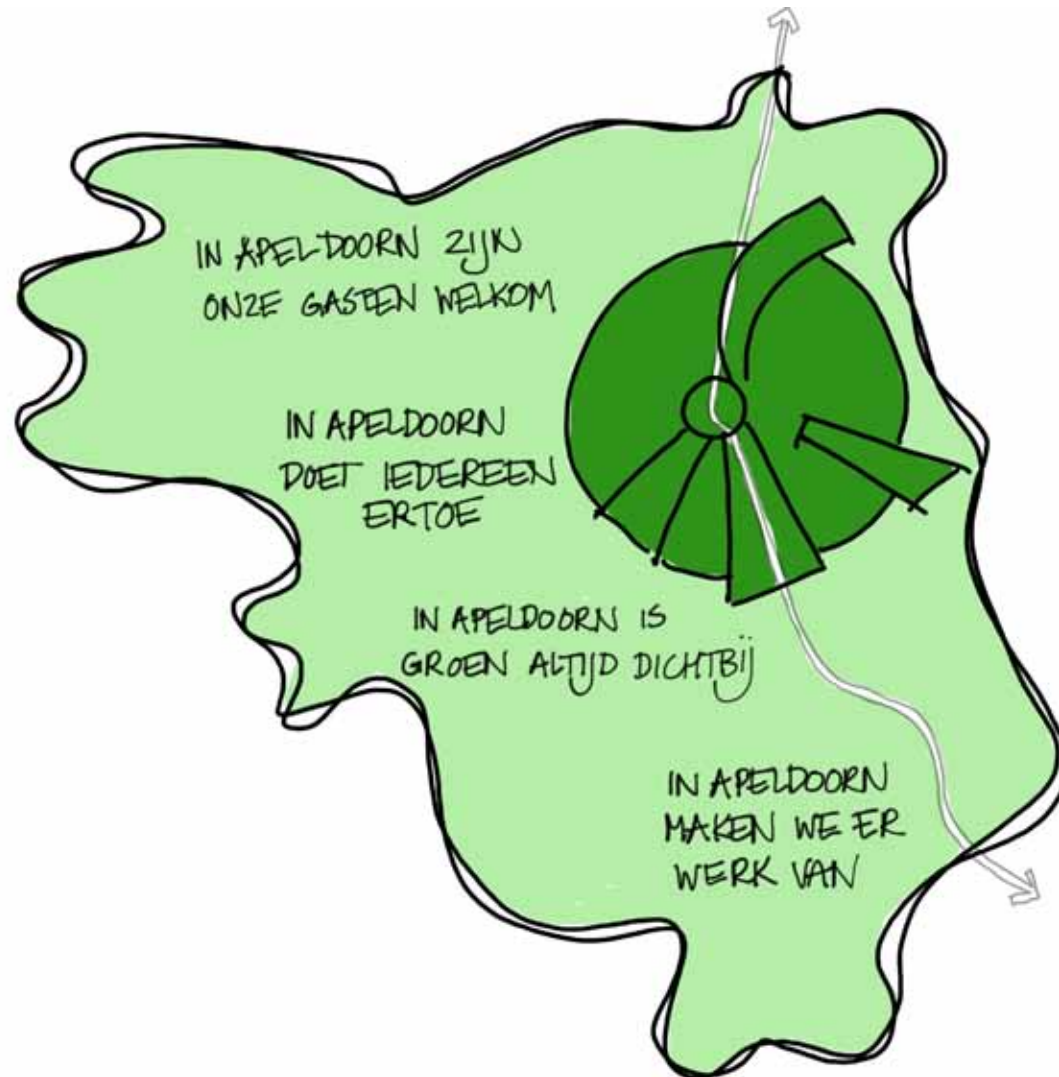 IN APELDOORN ZIJN
ONZE GASTEN WELKOM
IN APELDOORN
DOET IEDEREEN
ERTOE
IN APELDOORN IS
GROEN ALTIJD DICHTBIJ
IN APELDOORN
MAKEN WE ER
WERK VAN